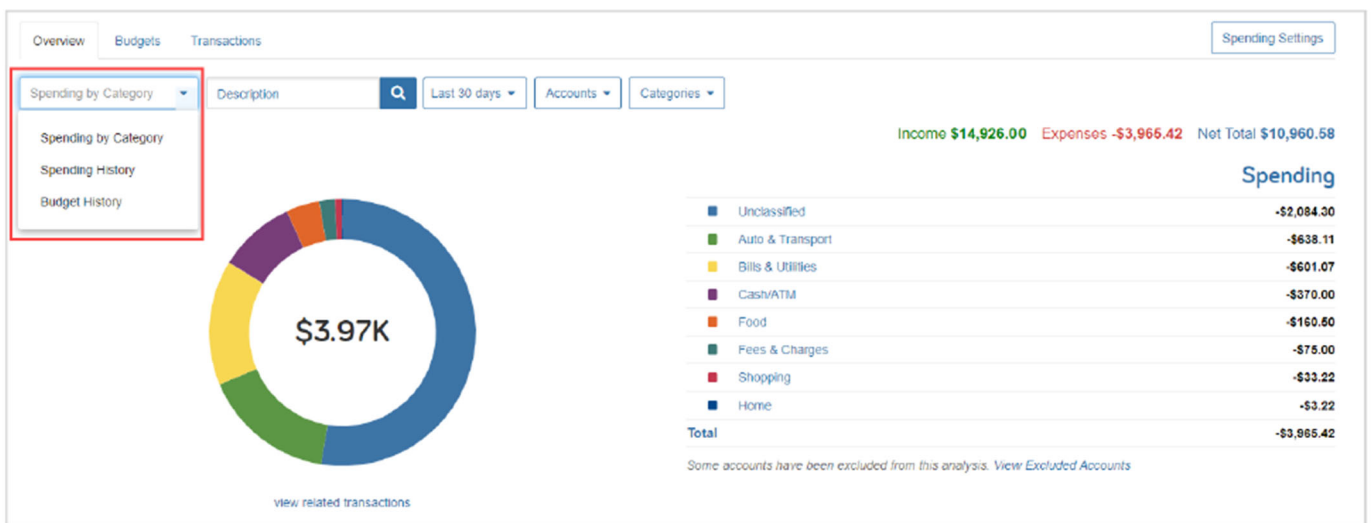 Overview Budgets Transactions Spending Settings
Spending by Category Description Last 30 days Accounts Categories
Spending by Category
Spending History
Budget History
Income $14,926.00 Expenses -$3,965.42 Net Total $10,960.58
Spending
Unclassified -$2,084.30
Auto & Transport -$638.11
Bills & Utilities -$601.07
Cash/ATM -$370.00
Food -$160.50
Fees & Charges -$75.00
Shopping -$33.22
Home -$3.22
Total -$3,965.42
Some accounts have been excluded from this analysis. View Excluded Accounts
$3.97K
view related transactions